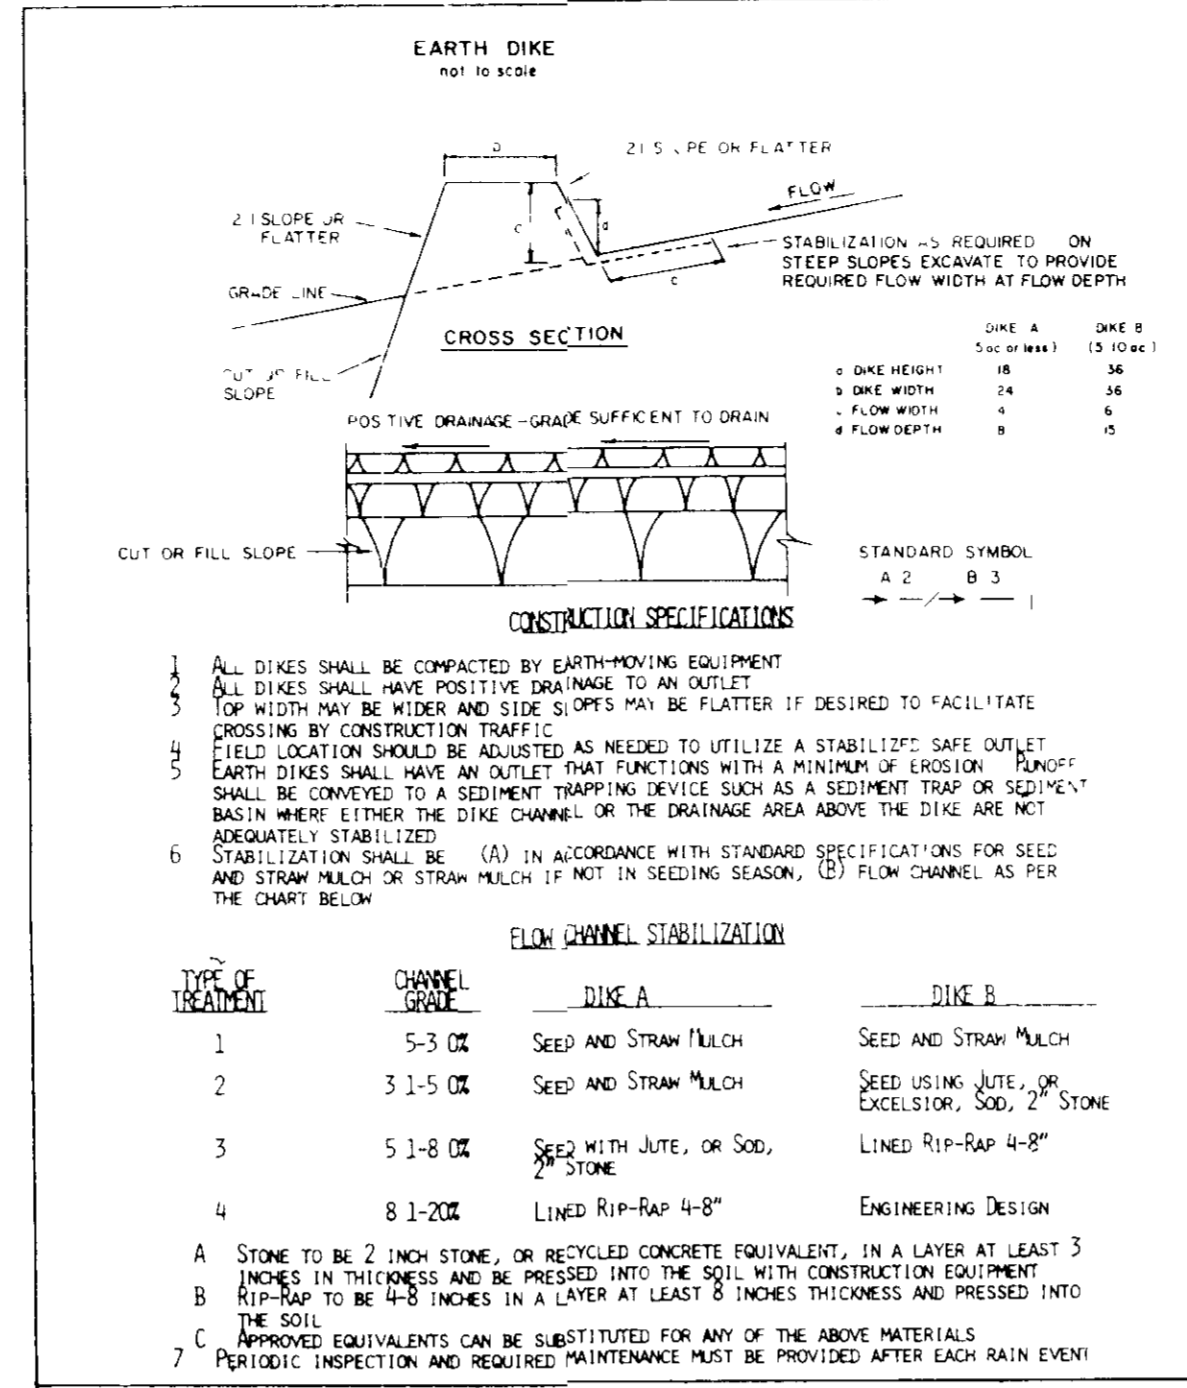 EARTH DIKE
not to scale
b
2 1 S PE OR FLATTER
FLOW
2 1 SLOPE OR
FLATTER
c
d
STABILIZATION AS REQUIRED ON
STEEP SLOPES EXCAVATE TO PROVIDE
REQUIRED FLOW WIDTH AT FLOW DEPTH
c
GRADE LINE
CROSS SECTION
CUT OR FILL
SLOPE
DIKE A DIKE B
5 ac or less) (5 10 ac)
a DIKE HEIGHT 18 36
b DIKE WIDTH 24 36
FLOW WIDTH 4 6
d FLOW DEPTH 8 15
POSITIVE DRAINAGE - GRADE SUFFICENT TO DRAIN
CUT OR FILL SLOPE
STANDARD SYMBOL
A 2 B 3
CONSTRUCTION SPECIFICATIONS
1 ALL DIKES SHALL BE COMPACTED BY EARTH-MOVING EQUIPMENT
2 ALL DIKES SHALL HAVE POSITIVE DRAINAGE TO AN OUTLET
3 TOP WIDTH MAY BE WIDER AND SIDE SLOPES MAY BE FLATTER IF DESIRED TO FACILITATE
CROSSING BY CONSTRUCTION TRAFFIC
4 FIELD LOCATION SHOULD BE ADJUSTED AS NEEDED TO UTILIZE A STABILIZED SAFE OUTLET
5 EARTH DIKES SHALL HAVE AN OUTLET THAT FUNCTIONS WITH A MINIMUM OF EROSION RUNOFF
SHALL BE CONVEYED TO A SEDIMENT TRAPPING DEVICE SUCH AS A SEDIMENT TRAP OR SEDIMENT
BASIN WHERE EITHER THE DIKE CHANNEL OR THE DRAINAGE AREA ABOVE THE DIKE ARE NOT
ADEQUATELY STABILIZED
6 STABILIZATION SHALL BE (A) IN ACCORDANCE WITH STANDARD SPECIFICATIONS FOR SEED
AND STRAW MULCH OR STRAW MULCH IF NOT IN SEEDING SEASON, (B) FLOW CHANNEL AS PER
THE CHART BELOW
FLOW CHANNEL STABILIZATION
TYPE OF TREATMENT CHANNEL GRADE DIKE A DIKE B
1 5-3 0% SEED AND STRAW MULCH SEED AND STRAW MULCH
2 3 1-5 0% SEED AND STRAW MULCH SEED USING JUTE, OR
EXCELSIOR, SOD, 2" STONE
3 5 1-8 0% SEED WITH JUTE, OR SOD, LINED RIP-RAP 4-8"
2" STONE
4 8 1-20% LINED RIP-RAP 4-8" ENGINEERING DESIGN
A STONE TO BE 2 INCH STONE, OR RECYCLED CONCRETE EQUIVALENT, IN A LAYER AT LEAST 3
INCHES IN THICKNESS AND BE PRESSED INTO THE SOIL WITH CONSTRUCTION EQUIPMENT
B RIP-RAP TO BE 4-8 INCHES IN A LAYER AT LEAST 8 INCHES THICKNESS AND PRESSED INTO
THE SOIL
C APPROVED EQUIVALENTS CAN BE SUBSTITUTED FOR ANY OF THE ABOVE MATERIALS
7 PERIODIC INSPECTION AND REQUIRED MAINTENANCE MUST BE PROVIDED AFTER EACH RAIN EVENT